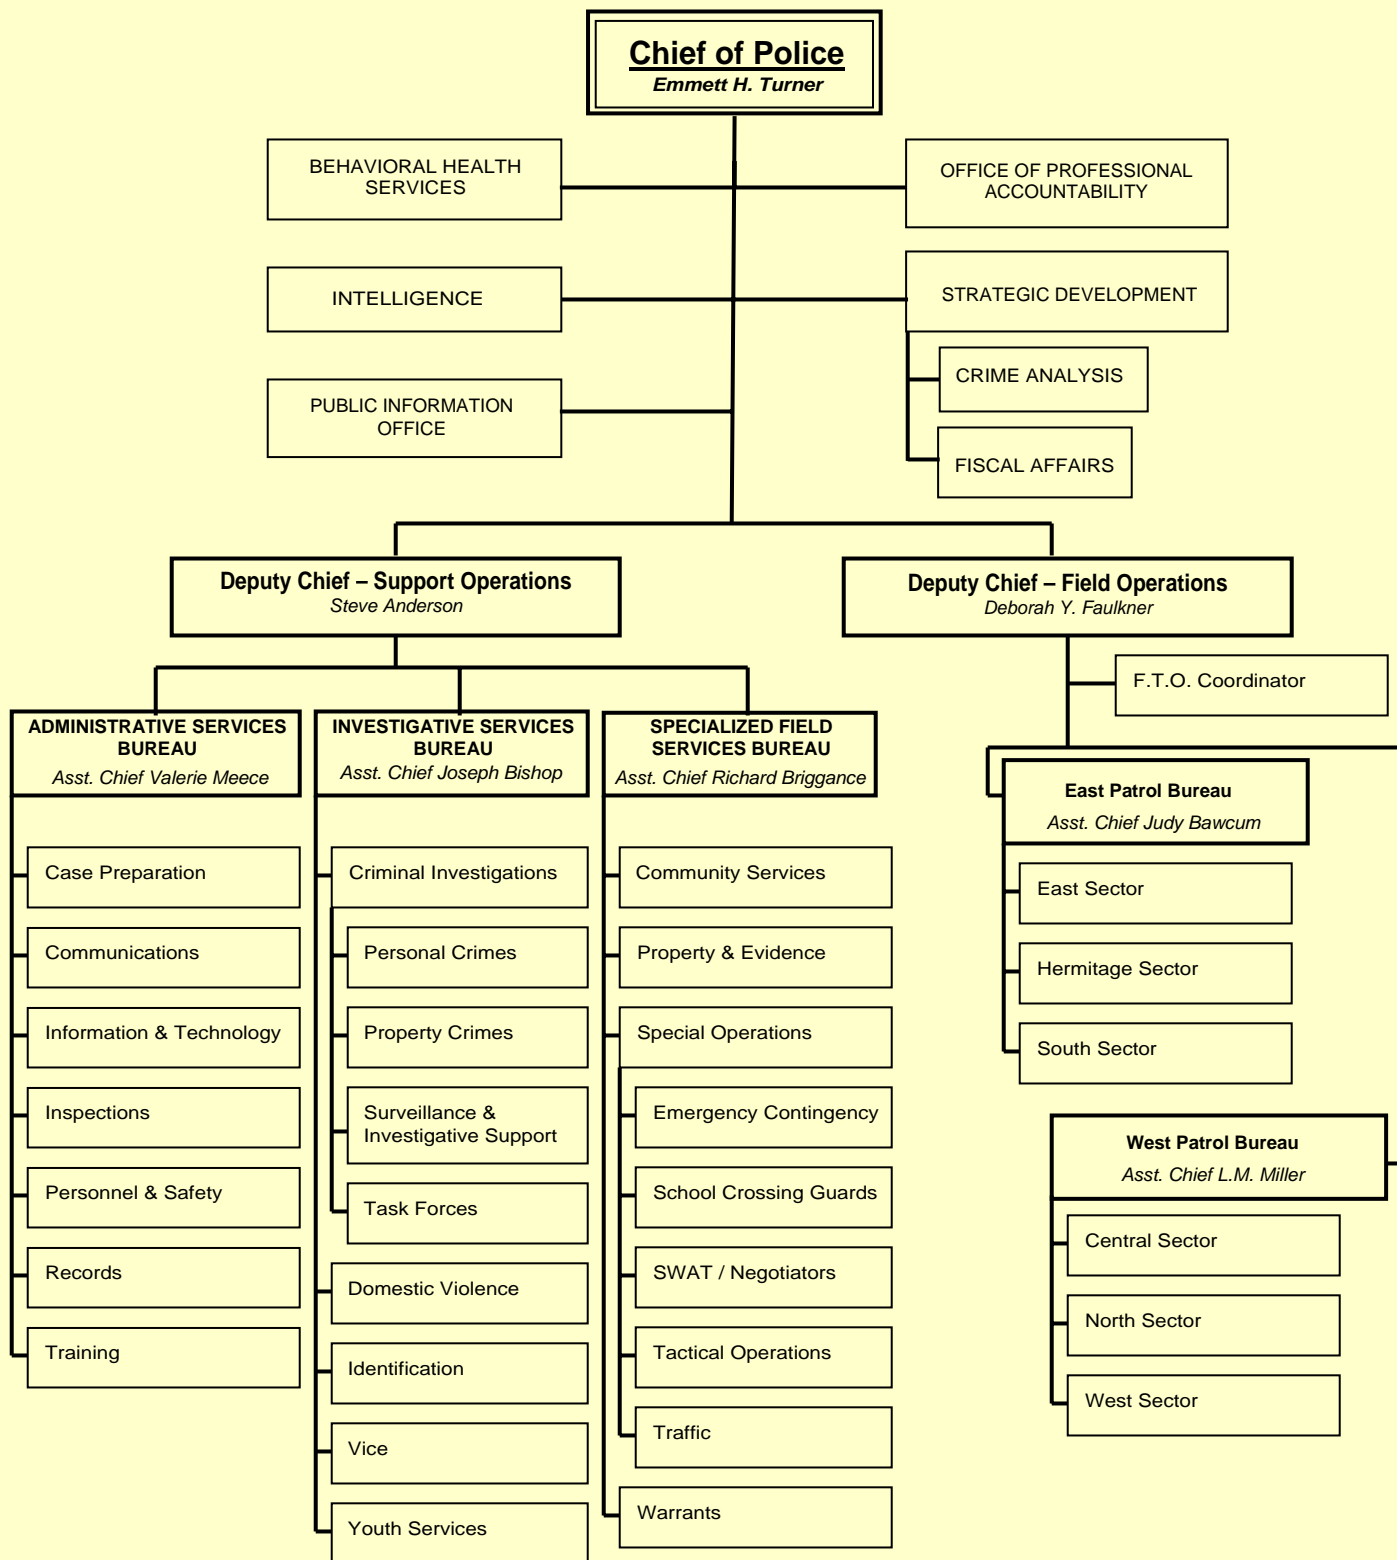 Chief of Police
Emmett H. Turner
BEHAVIORAL HEALTH
SERVICES
OFFICE OF PROFESSIONAL
ACCOUNTABILITY
INTELLIGENCE
STRATEGIC DEVELOPMENT
CRIME ANALYSIS
PUBLIC INFORMATION
OFFICE
FISCAL AFFAIRS
Deputy Chief – Support Operations
Steve Anderson
Deputy Chief – Field Operations
Deborah Y. Faulkner
F.T.O. Coordinator
ADMINISTRATIVE SERVICES
BUREAU
Asst. Chief Valerie Meece
Case Preparation
Communications
Information & Technology
Inspections
Personnel & Safety
Records
Training
INVESTIGATIVE SERVICES
BUREAU
Asst. Chief Joseph Bishop
Criminal Investigations
Personal Crimes
Property Crimes
Surveillance &
Investigative Support
Task Forces
Domestic Violence
Identification
Vice
Youth Services
SPECIALIZED FIELD
SERVICES BUREAU
Asst. Chief Richard Briggance
Community Services
Property & Evidence
Special Operations
Emergency Contingency
School Crossing Guards
SWAT / Negotiators
Tactical Operations
Traffic
Warrants
East Patrol Bureau
Asst. Chief Judy Bawcum
East Sector
Hermitage Sector
South Sector
West Patrol Bureau
Asst. Chief L.M. Miller
Central Sector
North Sector
West Sector